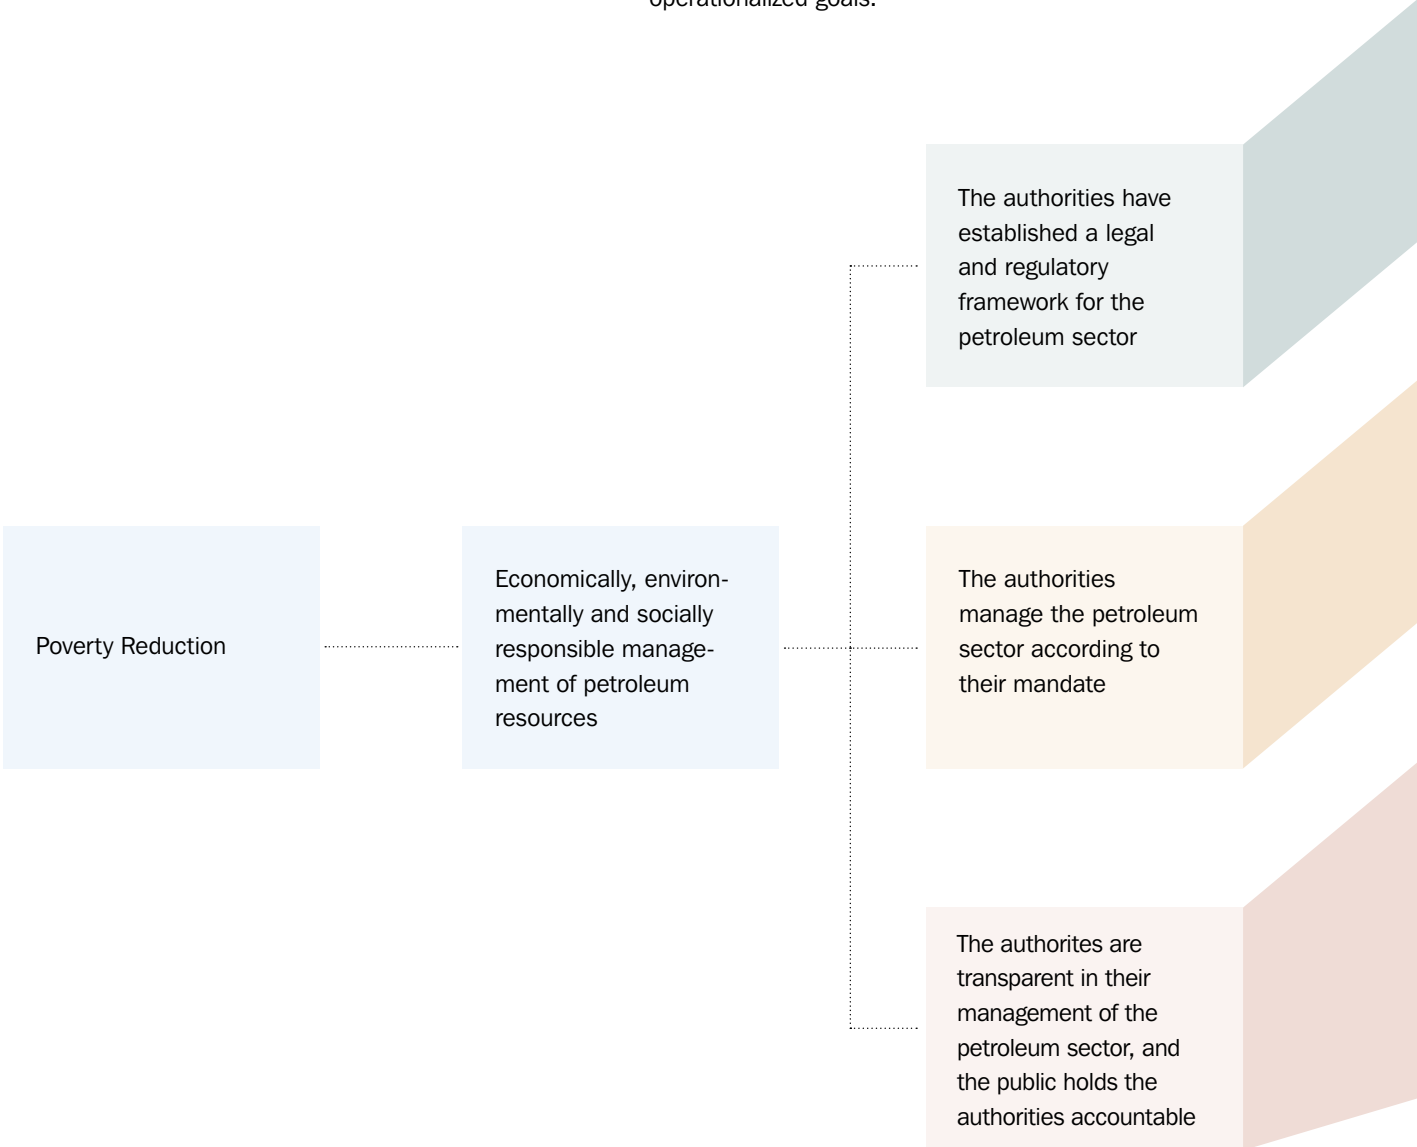 operationalized goals.
The authorities have
established a legal
and regulatory
framework for the
petroleum sector
Poverty Reduction
Economically, environ-
mentally and socially
responsible manage-
ment of petroleum
resources
The authorities
manage the petroleum
sector according to
their mandate
The authorites are
transparent in their
management of the
petroleum sector, and
the public holds the
authorities accountable